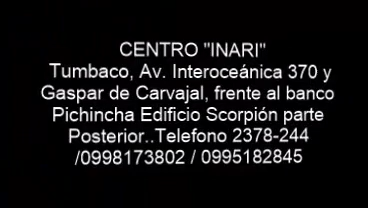 CENTRO "INARI"
Tumbaco, Av. Interoceánica 370 y
Gaspar de Carvajal, frente al banco
Pichincha Edificio Scorpión parte
Posterior..Telefono 2378-244
/0998173802 / 0995182845